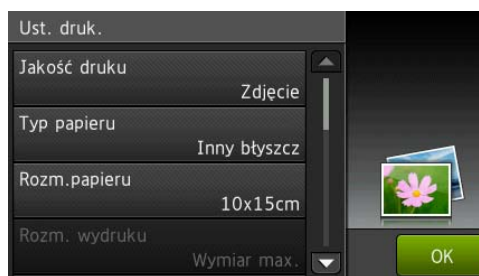 Ust. druk.
Jakość druku
Zdjęcie
Typ papieru
Inny błyszcz
Rozm.papieru
10x15cm
Rozm. wydruku
Wymiar max.
OK